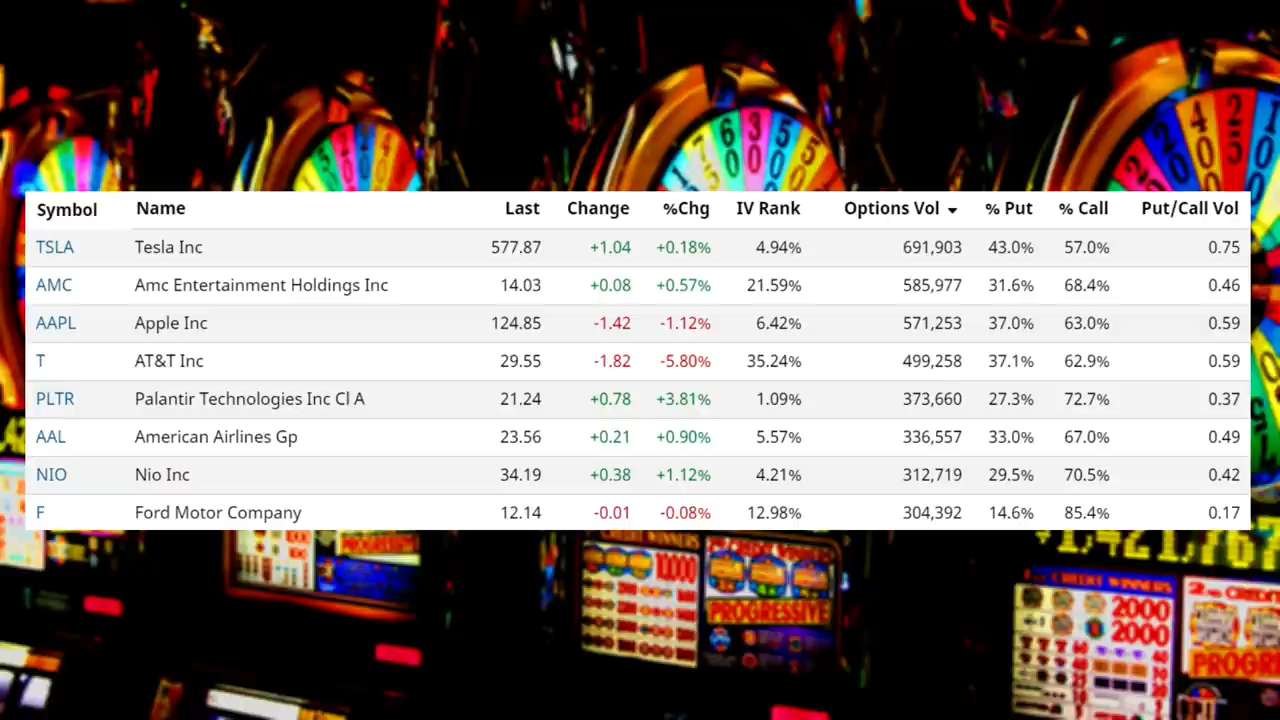 Symbol Name Last Change %Chg IV Rank Options Vol % Put % Call Put/Call Vol
TSLA Tesla Inc 577.87 +1.04 +0.18% 4.94% 691,903 43.0% 57.0% 0.75
AMC Amc Entertainment Holdings Inc 14.03 +0.08 +0.57% 21.59% 585,977 31.6% 68.4% 0.46
AAPL Apple Inc 124.85 -1.42 -1.12% 6.42% 571,253 37.0% 63.0% 0.59
T AT&T Inc 29.55 -1.82 -5.80% 35.24% 499,258 37.1% 62.9% 0.59
PLTR Palantir Technologies Inc Cl A 21.24 +0.78 +3.81% 1.09% 373,660 27.3% 72.7% 0.37
AAL American Airlines Gp 23.56 +0.21 +0.90% 5.57% 336,557 33.0% 67.0% 0.49
NIO Nio Inc 34.19 +0.38 +1.12% 4.21% 312,719 29.5% 70.5% 0.42
F Ford Motor Company 12.14 -0.01 -0.08% 12.98% 304,392 14.6% 85.4% 0.17
PROGRESSIVE
10000
PROGRESSIVE
CREDIT WINNERS
2000
2000